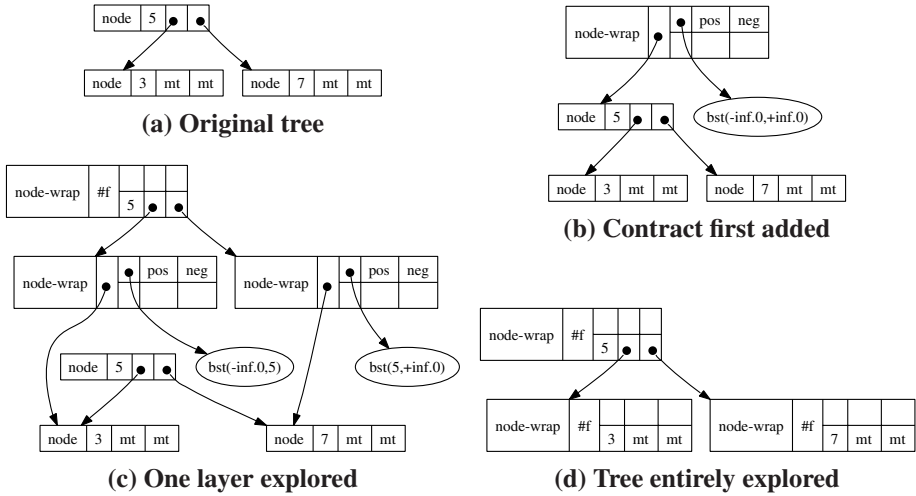 node 5
node 3 mt mt
node 7 mt mt
(a) Original tree
node-wrap pos neg
node 5
bst(-inf.0,+inf.0)
node 3 mt mt
node 7 mt mt
(b) Contract first added
node-wrap #f
5
node-wrap pos neg
node-wrap pos neg
node 5
bst(-inf.0,5)
bst(5,+inf.0)
node 3 mt mt
node 7 mt mt
(c) One layer explored
node-wrap #f
5
node-wrap #f
3 mt mt
node-wrap #f
7 mt mt
(d) Tree entirely explored